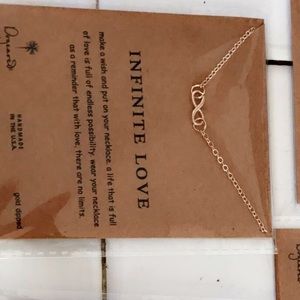 INFINITE LOVE
make a wish and put on your necklace. a life that is full
of love is full of endless possibility. wear your necklace
as a reminder that with love, there are no limits.
Dogeared
HANDMADE
IN THE USA
gold dipped